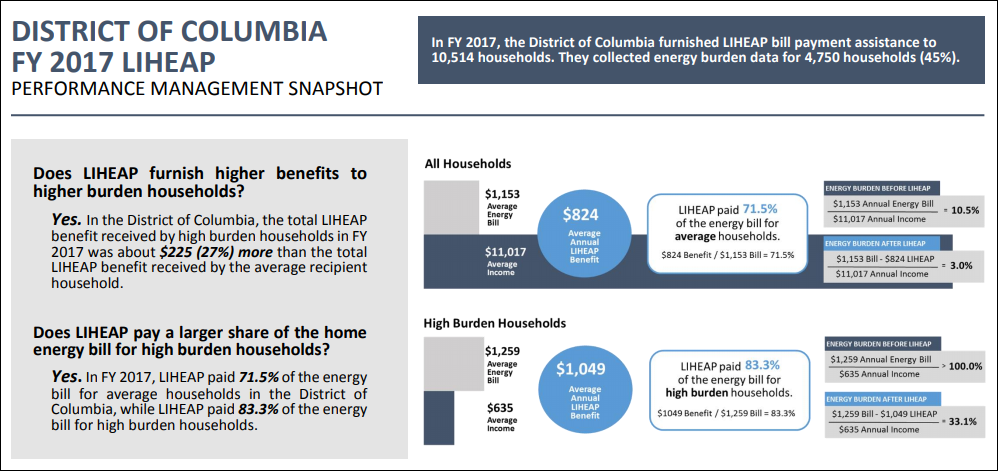 DISTRICT OF COLUMBIA
FY 2017 LIHEAP
PERFORMANCE MANAGEMENT SNAPSHOT
In FY 2017, the District of Columbia furnished LIHEAP bill payment assistance to
10,514 households. They collected energy burden data for 4,750 households (45%).
Does LIHEAP furnish higher benefits to
higher burden households?
Yes. In the District of Columbia, the total LIHEAP
benefit received by high burden households in FY
2017 was about $225 (27%) more than the total
LIHEAP benefit received by the average recipient
household.
Does LIHEAP pay a larger share of the home
energy bill for high burden households?
Yes. In FY 2017, LIHEAP paid 71.5% of the energy
bill for average households in the District of
Columbia, while LIHEAP paid 83.3% of the energy
bill for high burden households.
All Households
$1,153
Average
Energy
Bill
$11,017
Average
Income
$824
Average
Annual
LIHEAP
Benefit
LIHEAP paid 71.5%
of the energy bill for
average households.
$824 Benefit / $1,153 Bill = 71.5%
ENERGY BURDEN BEFORE LIHEAP
$1,153 Annual Energy Bill
$11,017 Annual Income
= 10.5%
ENERGY BURDEN AFTER LIHEAP
$1,153 Bill - $824 LIHEAP
$11,017 Annual Income
= 3.0%
High Burden Households
$1,259
Average
Energy
Bill
$635
Average
Income
$1,049
Average
Annual
LIHEAP
Benefit
LIHEAP paid 83.3%
of the energy bill for
high burden households.
$1049 Benefit / $1,259 Bill = 83.3%
ENERGY BURDEN BEFORE LIHEAP
$1,259 Annual Energy Bill
$635 Annual Income
> 100.0%
ENERGY BURDEN AFTER LIHEAP
$1,259 Bill - $1,049 LIHEAP
$635 Annual Income
= 33.1%